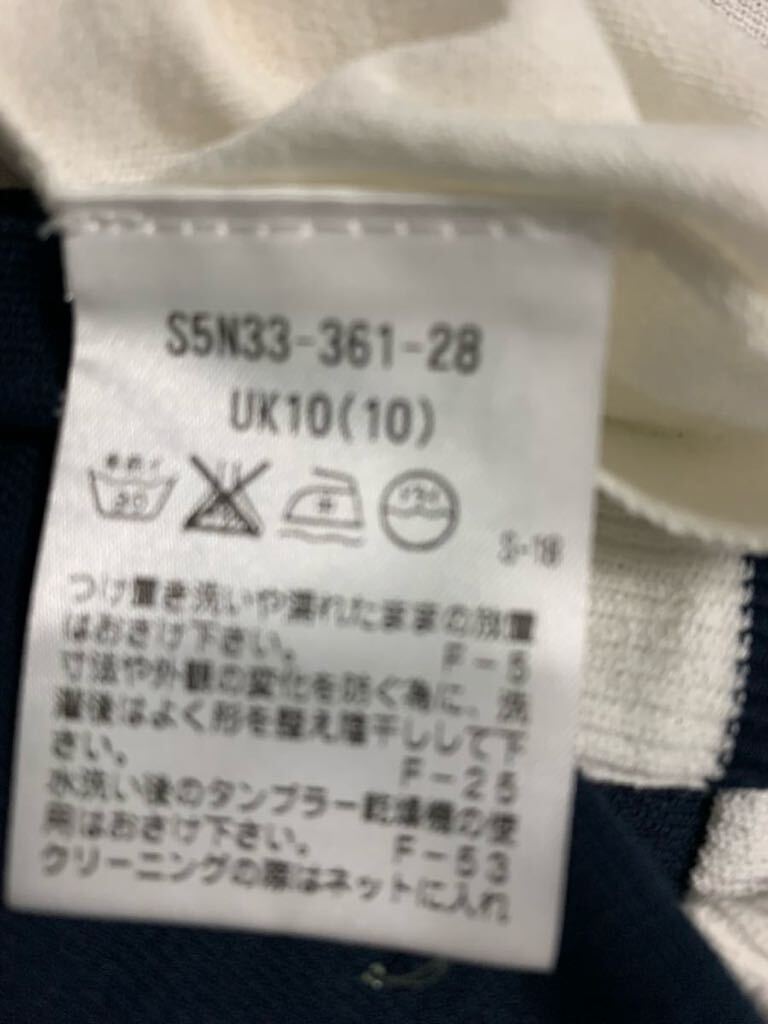 S5N33-361-28
UK10(10)
S-18
つけ置き洗いや濡れたままの放置
はおさけ下さい。 F-5
寸法や外観の変化を防ぐ為に、洗
濯後はよく形を整え陰干しして下
さい。 F-25
水洗い後のタンブラー乾燥機の使
用はおさけ下さい。 F-53
クリーニングの際はネットに入れ